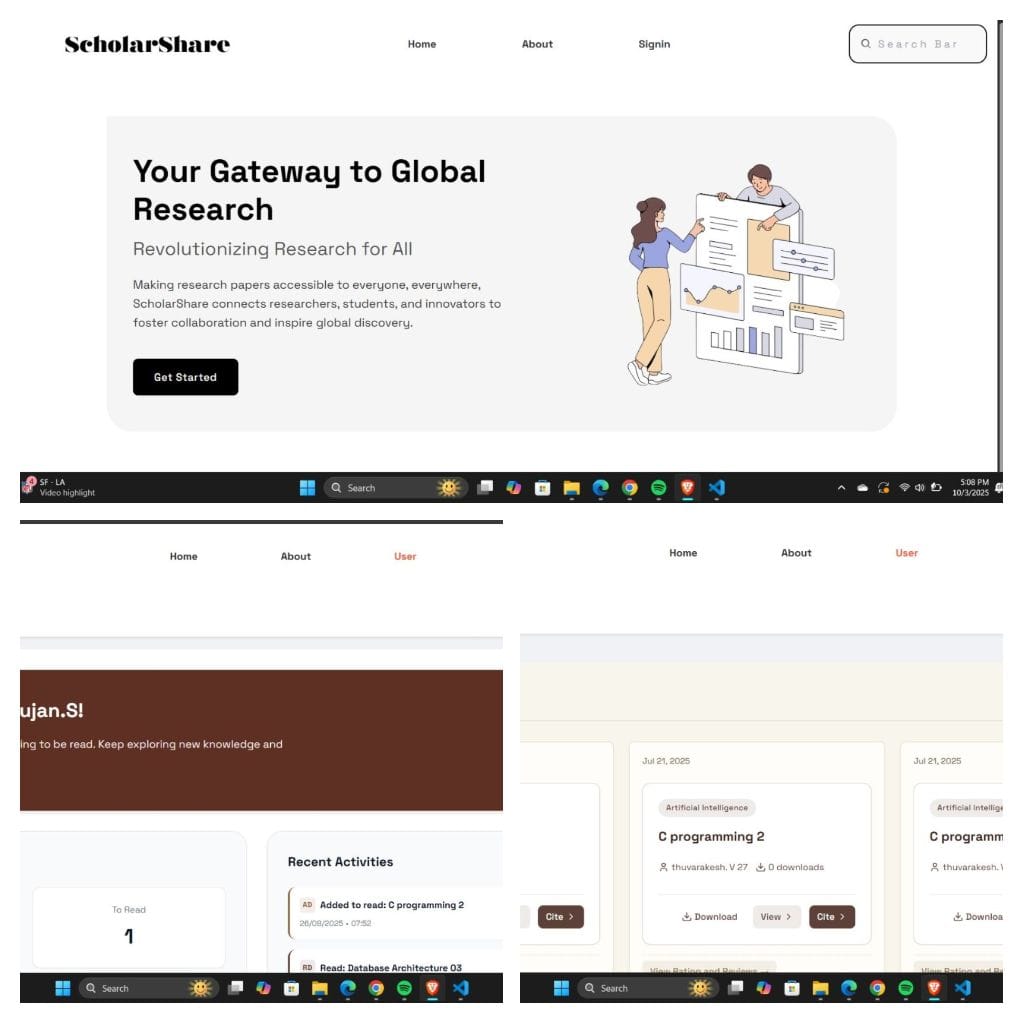 ScholarShare
Home About Signin
Search Bar
Your Gateway to Global
Research
Revolutionizing Research for All
Making research papers accessible to everyone, everywhere,
ScholarShare connects researchers, students, and innovators to
foster collaboration and inspire global discovery.
Get Started
4
SF - LA
Video highlight
Search
5:08 PM
10/3/2025
Home About User
ujan.S!
ing to be read. Keep exploring new knowledge and
To Read
1
Recent Activities
AD Added to read: C programming 2
26/08/2025 • 07:52
RD Read: Database Architecture 03
Search
Home About User
Jul 21, 2025
Artificial Intelligence
C programming 2
thuvarakesh. V 27 0 downloads
Cite >
Download View > Cite >
View Rating and Reviews
Jul 21, 2025
Artificial Intellige
C programm
thuvarakesh. V
Downloa
View Rating and Reviews
Search